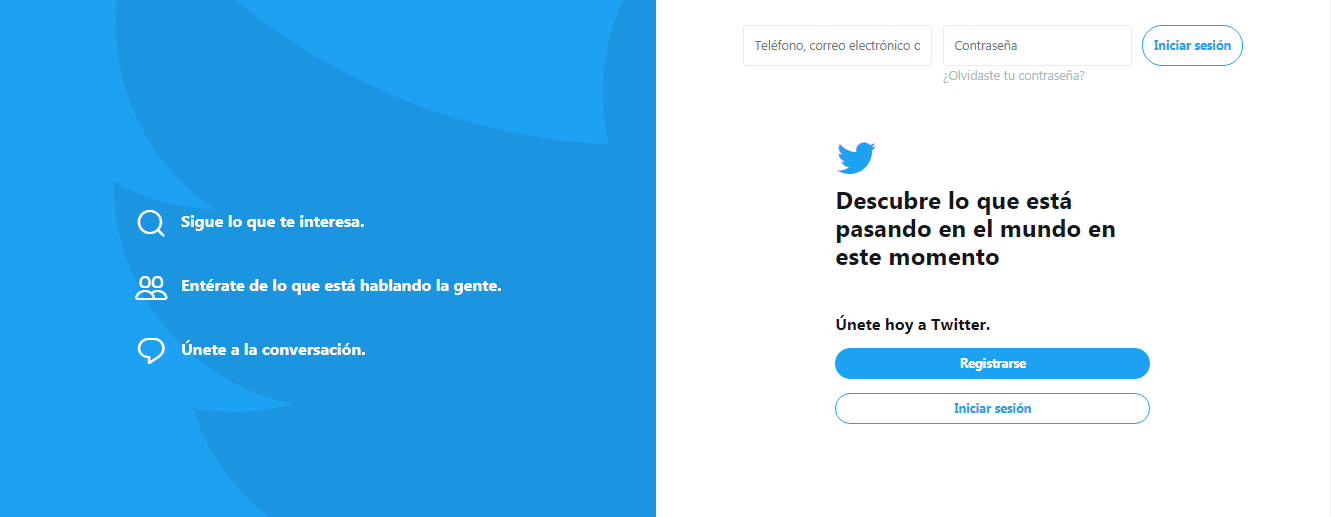 Sigue lo que te interesa.
Entérate de lo que está hablando la gente.
Únete a la conversación.
Teléfono, correo electrónico o
Contraseña
Iniciar sesión
¿Olvidaste tu contraseña?
Descubre lo que está
pasando en el mundo en
este momento
Únete hoy a Twitter.
Registrarse
Iniciar sesión